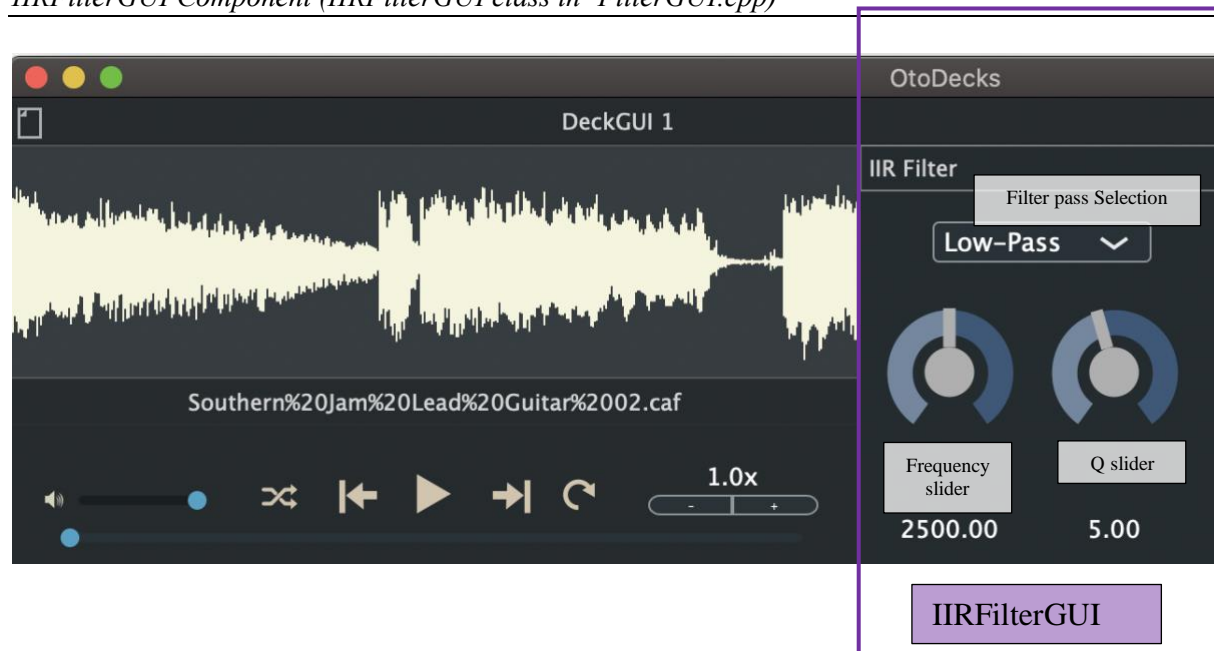 IIRFilterGUI Component (IIRFilterGUI class in "FilterGUI.cpp)
OtoDecks
DeckGUI 1
IIR Filter
Filter pass Selection
Low-Pass
Southern%20Jam%20Lead%20Guitar%2002.caf
Frequency
slider
Q slider
1.0x
- +
2500.00 5.00
IIRFilterGUI